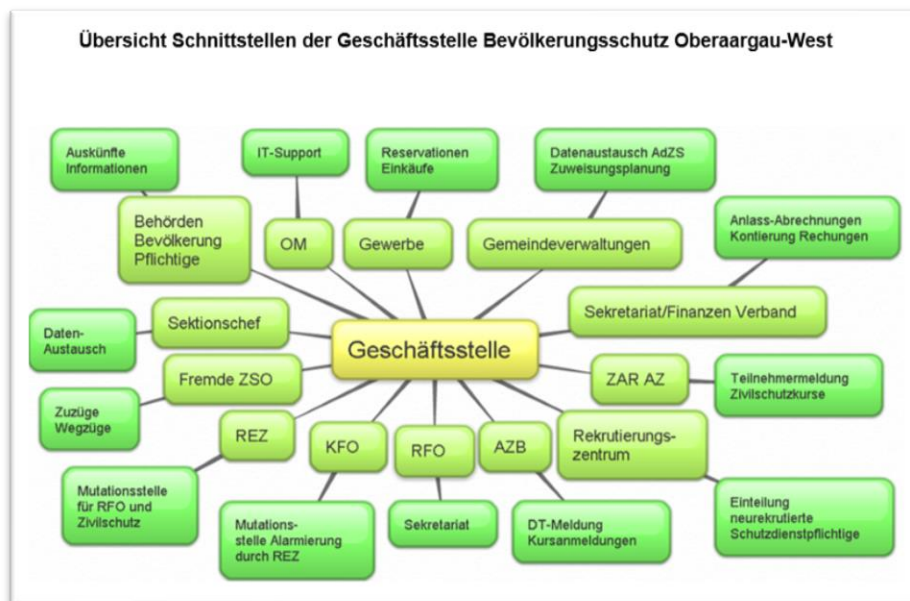 Übersicht Schnittstellen der Geschäftsstelle Bevölkerungsschutz Oberaargau-West
Auskünfte
Informationen
IT-Support
Reservationen
Einkäufe
Datenaustausch AdZS
Zuweisungsplanung
Behörden
Bevölkerung
Pflichtige
OM
Gewerbe
Gemeindeverwaltungen
Anlass-Abrechnungen
Kontierung Rechungen
Sektionschef
Sekretariat/Finanzen Verband
Daten-
Austausch
Geschäftsstelle
Fremde ZSO
ZAR AZ
Teilnehmermeldung
Zivilschutzkurse
Zuzüge
Wegzüge
REZ
KFO
RFO
AZB
Rekrutierungs-
zentrum
Mutationsstelle
für RFO und
Zivilschutz
Mutations-
stelle Alarmierung
durch REZ
Sekretariat
DT-Meldung
Kursanmeldungen
Einteilung
neurekrutierte
Schutzdienstpflichtige